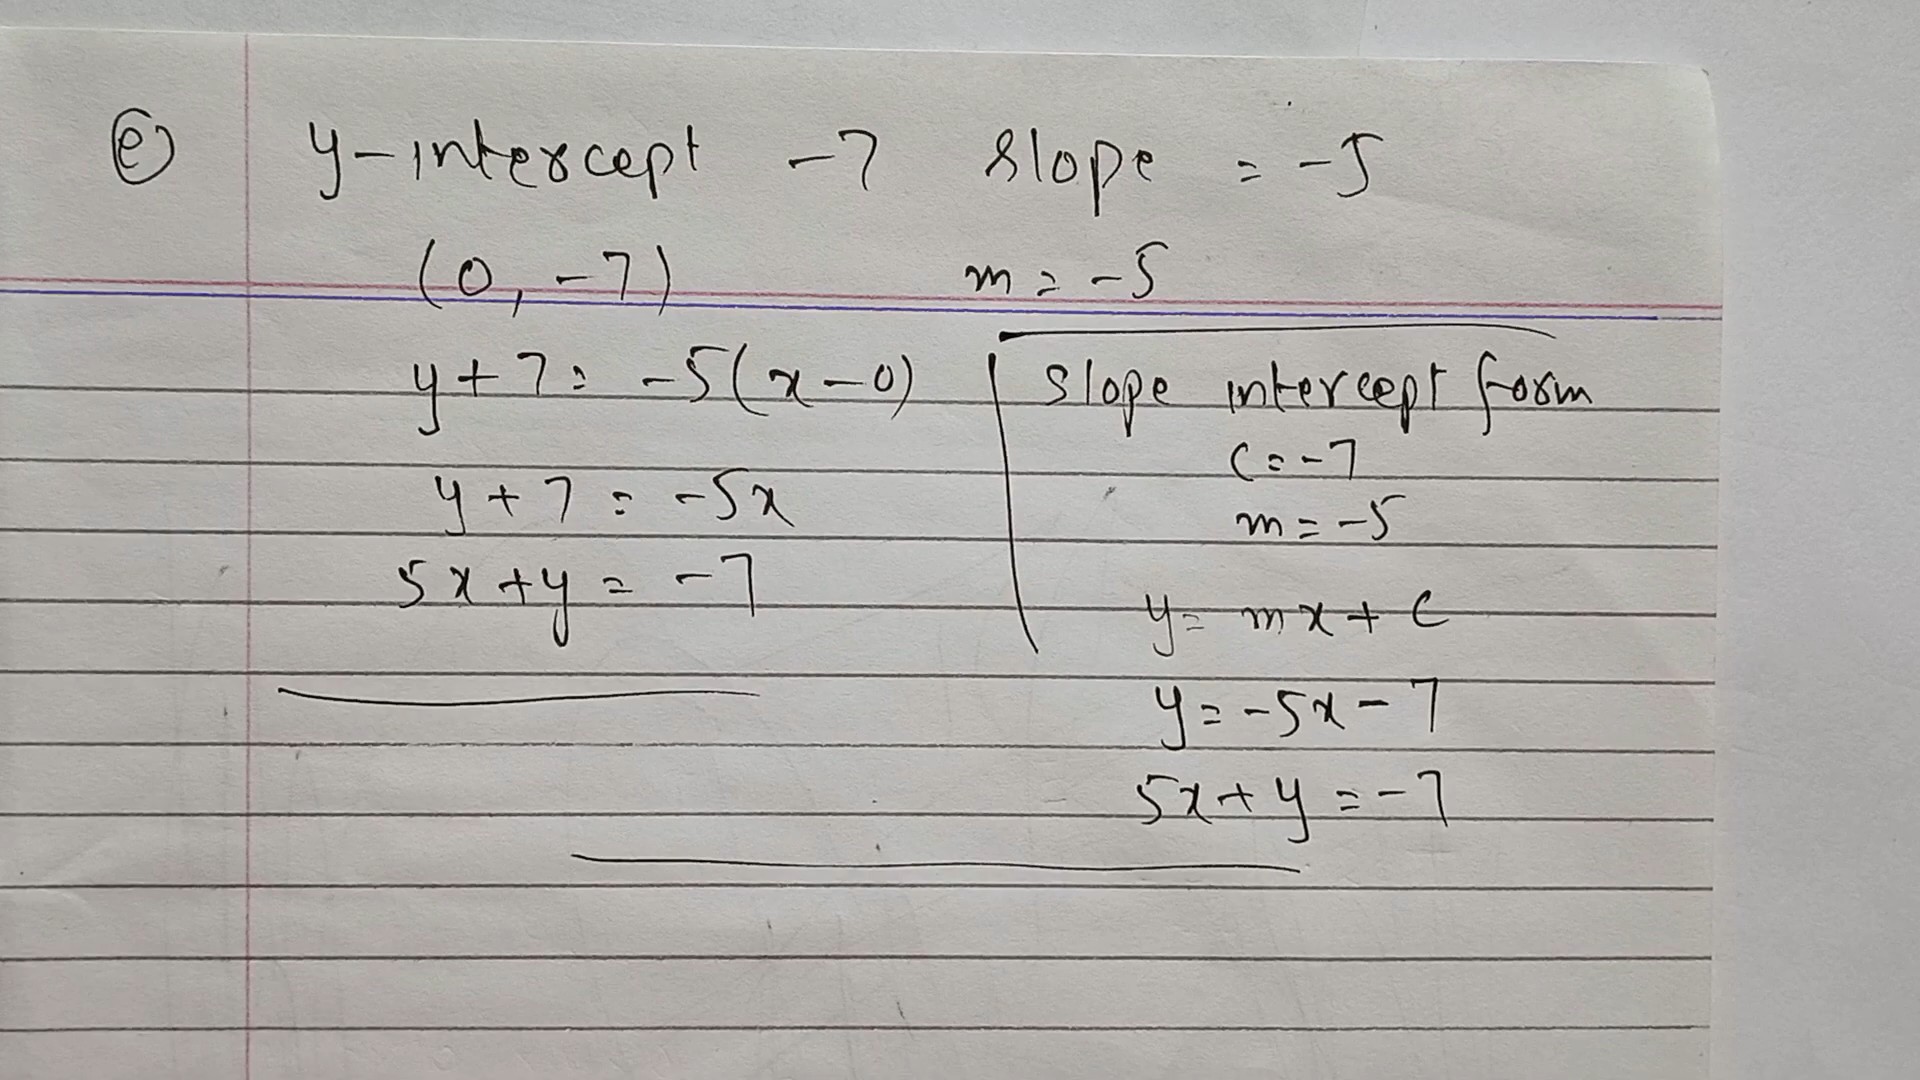 (e) y-intercept -7 slope = -5
(0, -7) m = -5
y+7 = -5(x-0)
y+7 = -5x
5x+y = -7
slope intercept form
c = -7
m = -5
y = mx + c
y = -5x - 7
5x+y = -7